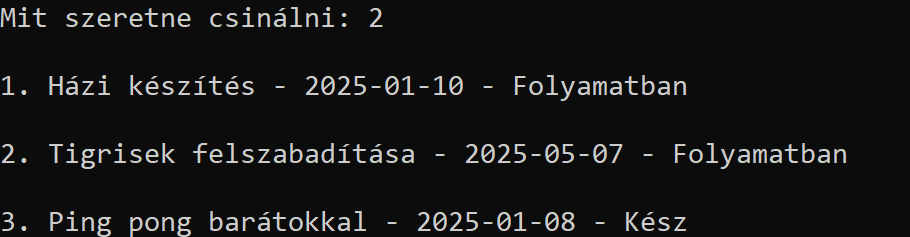 Mit szeretne csinálni: 2
1. Házi készítés - 2025-01-10 - Folyamatban
2. Tigrisek felszabadítása - 2025-05-07 - Folyamatban
3. Ping pong barátokkal - 2025-01-08 - Kész